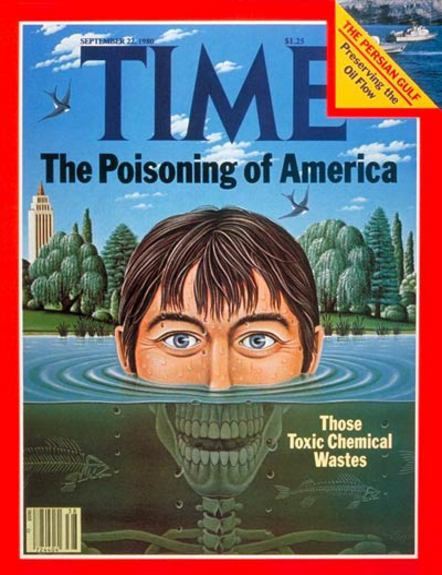 SEPTEMBER 22, 1980
$1.25
TIME
THE PERSIAN GULF
Preserving the
Oil Flow
The Poisoning of America
Those
Toxic Chemical
Wastes